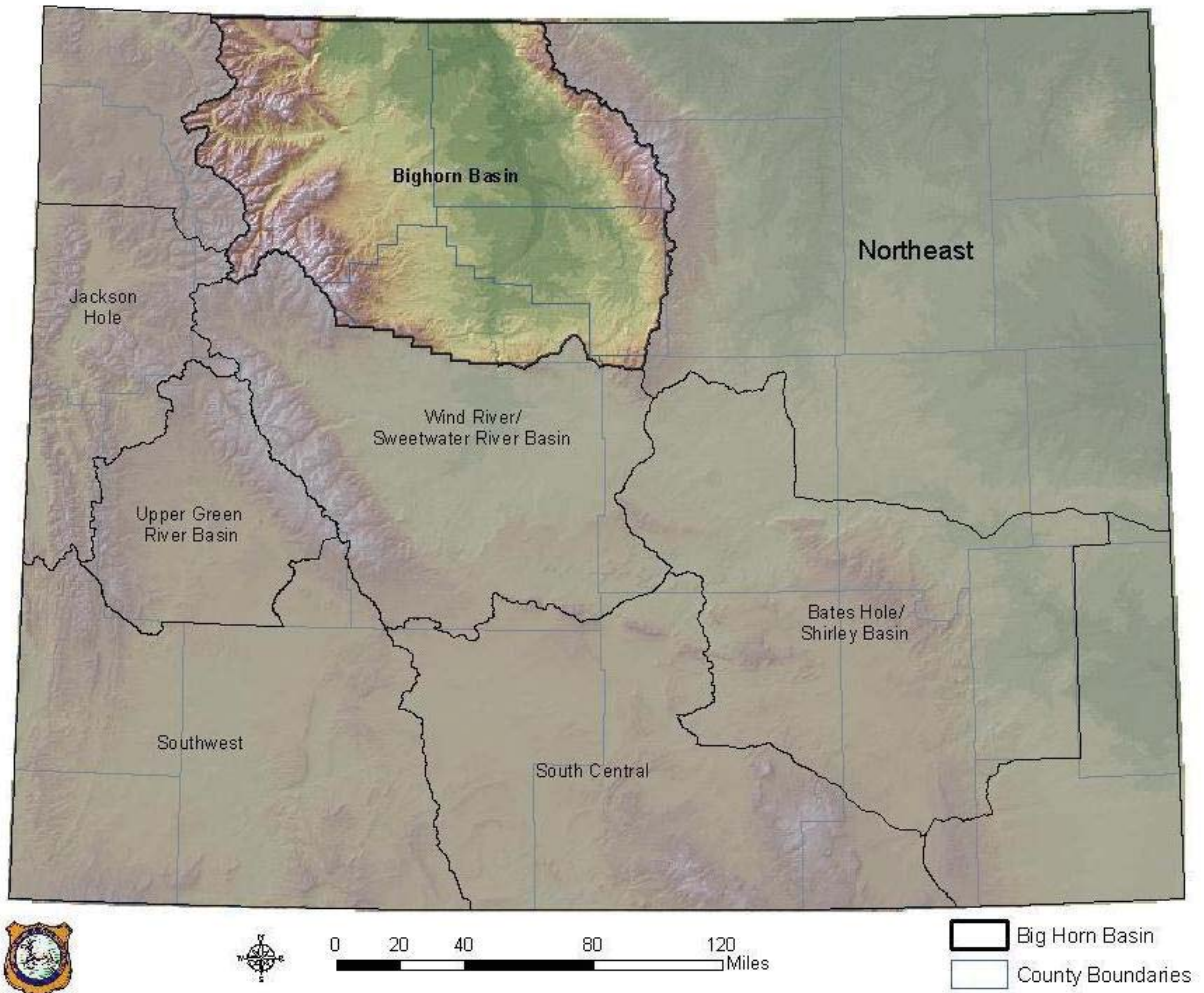 Bighorn Basin
Northeast
Jackson
Hole
Wind River/
Sweetwater River Basin
Upper Green
River Basin
Bates Hole/
Shirley Basin
Southwest
South Central
0 20 40 80 120
Miles
Big Horn Basin
County Boundaries